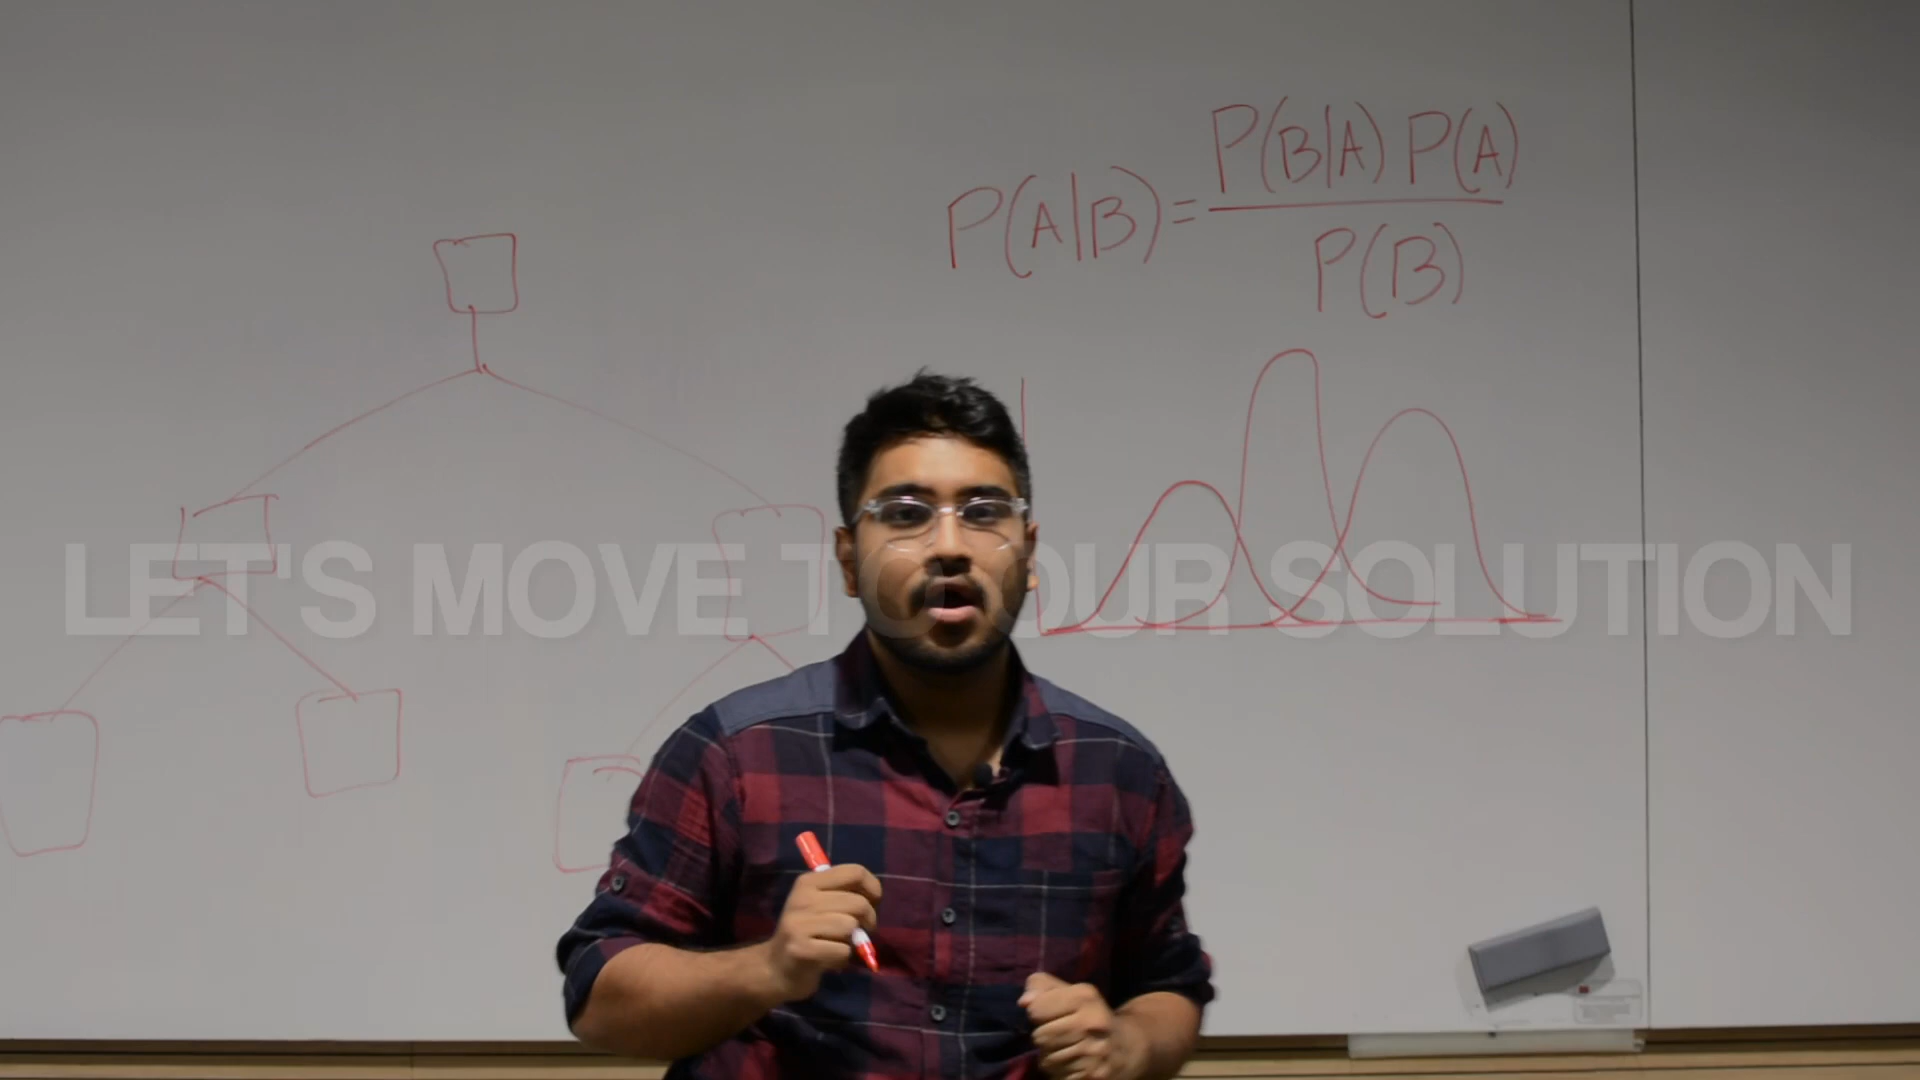 P(A|B) = P(B|A) P(A)
P(B)
LET'S MOVE TO OUR SOLUTION